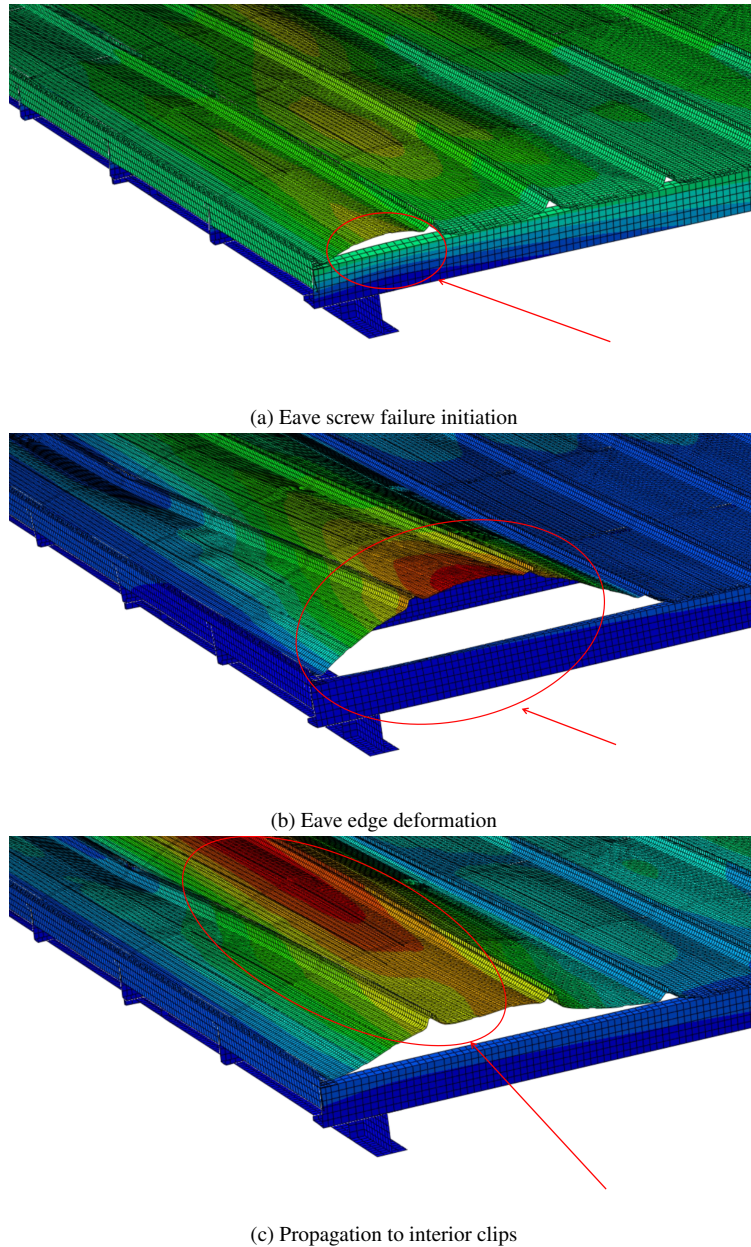 (a) Eave screw failure initiation
(b) Eave edge deformation
(c) Propagation to interior clips